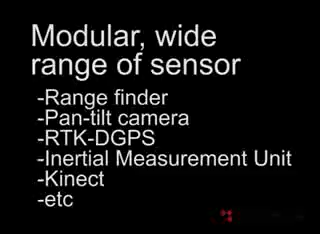 Modular, wide
range of sensor
-Range finder
-Pan-tilt camera
-RTK-DGPS
-Inertial Measurement Unit
-Kinect
-etc